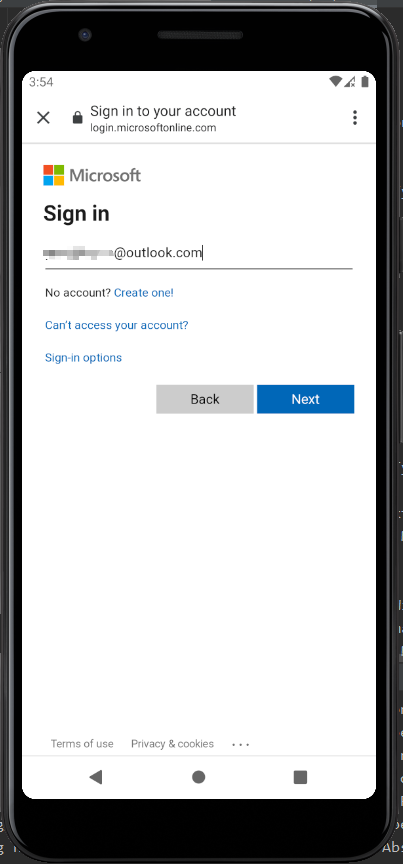 3:54
Sign in to your account
login.microsoftonline.com
Microsoft
Sign in
@outlook.com
No account? Create one!
Can't access your account?
Sign-in options
Back
Next
Terms of use Privacy & cookies ...